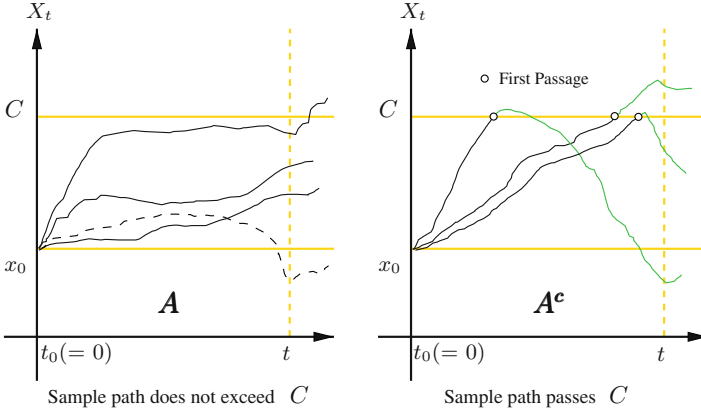 X_t
C
x_0
A
t_0(= 0)
t
Sample path does not exceed C
X_t
First Passage
C
x_0
A^c
t_0(= 0)
t
Sample path passes C